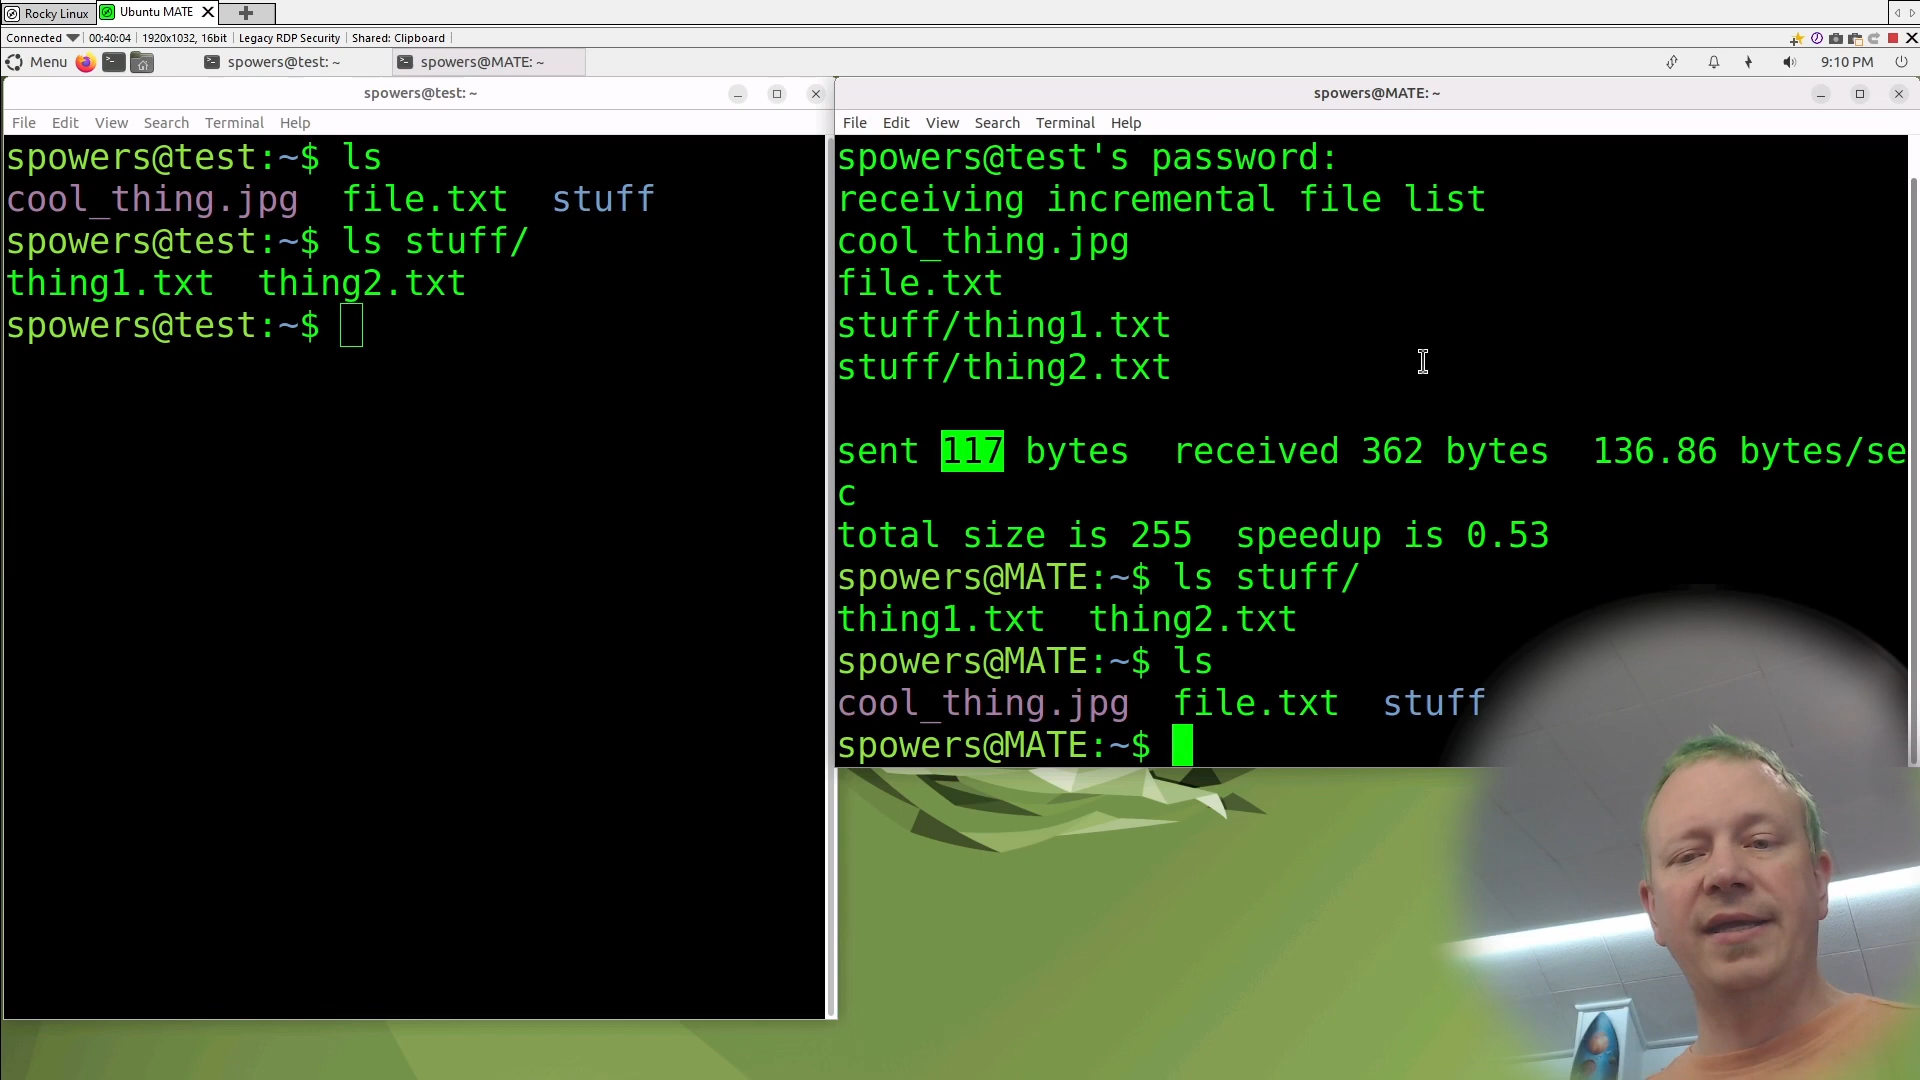 Rocky Linux
Ubuntu MATE
Connected 00:40:04 1920x1032, 16bit Legacy RDP Security Shared: Clipboard
Menu spowers@test: ~ spowers@MATE: ~ 9:10 PM
spowers@test: ~
File Edit View Search Terminal Help
spowers@test:~$ ls
cool_thing.jpg file.txt stuff
spowers@test:~$ ls stuff/
thing1.txt thing2.txt
spowers@test:~$
spowers@MATE: ~
File Edit View Search Terminal Help
spowers@test's password:
receiving incremental file list
cool_thing.jpg
file.txt
stuff/thing1.txt
stuff/thing2.txt
sent 117 bytes received 362 bytes 136.86 bytes/se
c
total size is 255 speedup is 0.53
spowers@MATE:~$ ls stuff/
thing1.txt thing2.txt
spowers@MATE:~$ ls
cool_thing.jpg file.txt stuff
spowers@MATE:~$